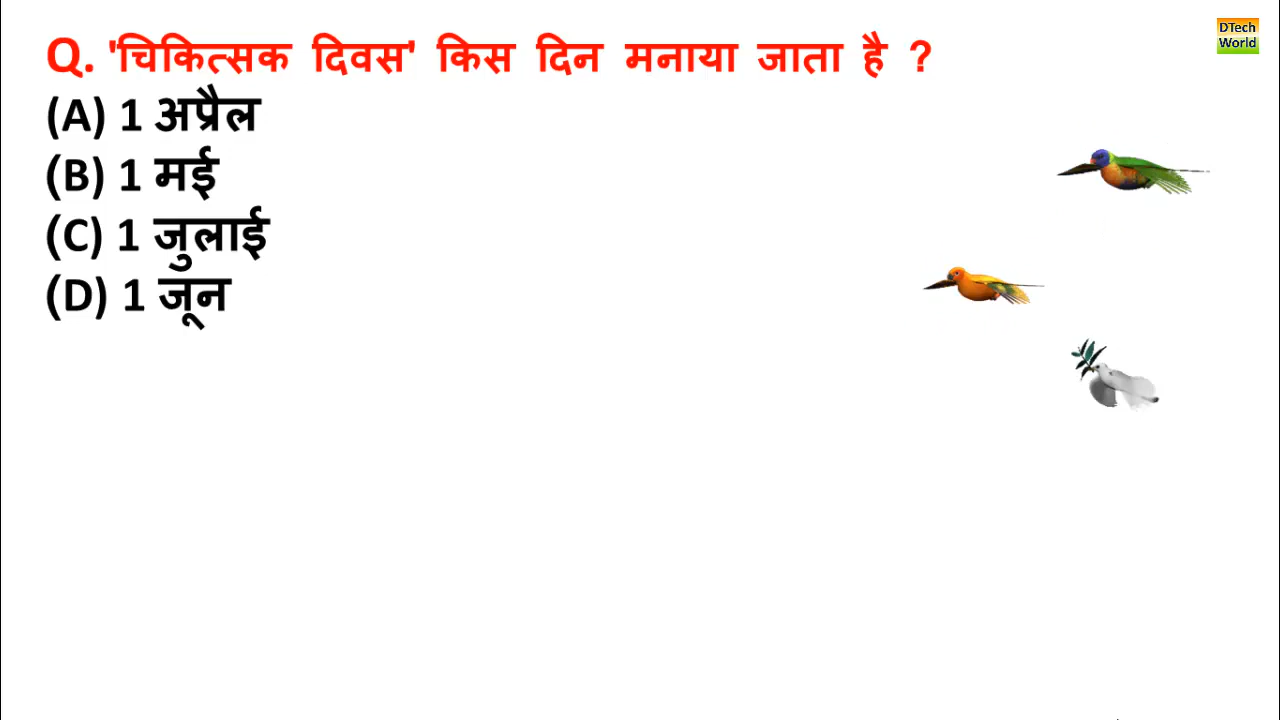 Q. 'चिकित्सक दिवस' किस दिन मनाया जाता है ?
(A) 1 अप्रैल
(B) 1 मई
(C) 1 जुलाई
(D) 1 जून
DTech
World